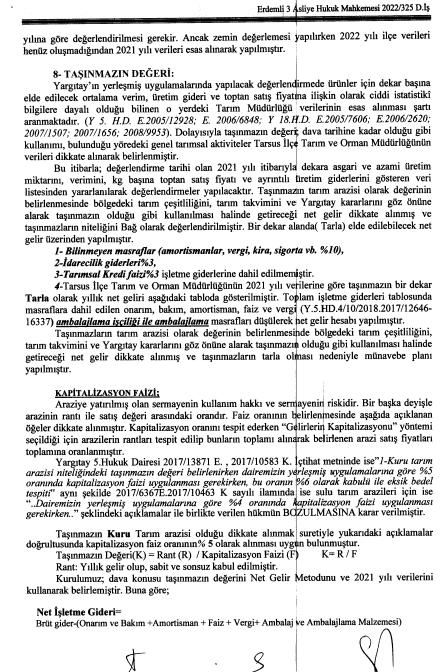 Erdemli 3 Asliye Hukuk Mahkemesi 2022/325 D.İş
yılına göre değerlendirilmesi gerekir. Ancak zemin değerlemesi yapılırken 2022 yılı ilçe verileri
henüz oluşmadığından 2021 yılı verileri esas alınarak yapılmıştır.
8- TAŞINMAZIN DEĞERİ:
Yargıtay'ın yerleşmiş uygulamalarında yapılacak değerlendirmede ürünler için dekar başına
elde edilecek ortalama verim, üretim gideri ve toptan satış fiyatına ilişkin olarak ciddi istatistikî
bilgilere dayalı olduğu bilinen o yerdeki Tarım Müdürlüğü verilerinin esas alınması şartı
aranmaktadır. (Y 5. H.D. E.2005/12928; E. 2006/6848; Y 18.H.D. E.2005/7606; E.2006/2620;
2007/1507; 2007/1656; 2008/9953). Dolayısıyla taşınmazın değeri; dava tarihine kadar olduğu gibi
kullanımı, bulunduğu yöredeki genel tarımsal aktiviteler Tarsus İlçe Tarım ve Orman Müdürlüğünün
verileri dikkate alınarak belirlenmiştir.
Bu itibarla; değerlendirme tarihi olan 2021 yılı itibarıyla dekara asgari ve azami üretim
miktarını, verimini, kg başına toptan satış fiyatı ve ayrıntılı üretim giderlerini gösteren veri
listesinden yararlanılarak değerlendirmeler yapılacaktır. Taşınmazın tarım arazisi olarak değerinin
belirlenmesinde bölgedeki tarım çeşitliliğini, tarım takvimini ve Yargıtay kararlarını göz önüne
alarak taşınmazın olduğu gibi kullanılması halinde getireceği net gelir dikkate alınmış ve
taşınmazların niteliğini Bağ olarak değerlendirilmiştir. Bir dekar alanda( Tarla) elde edilebilecek net
gelir üzerinden yapılmıştır.
1- Bilinmeyen masraflar (amortismanlar, vergi, kira, sigorta vb. %10),
2-İdarecilik giderleri%3,
3-Tarımsal Kredi faizi%3 işletme giderlerine dahil edilmemiştir.
4-Tarsus İlçe Tarım ve Orman Müdürlüğünün 2021 yılı verilerine göre taşınmazın bir dekar
Tarla olarak yıllık net geliri aşağıdaki tabloda gösterilmiştir. Toplam işletme giderleri tablosunda
masraflara dahil edilen onarım, bakım, amortisman, faiz ve vergi (Y.5.HD.4/10/2018.2017/12646-
16337) ambalajlama işçiliği ile ambalajlama masrafları düşülerek net gelir hesabı yapılmıştır.
Taşınmazların tarım arazisi olarak değerinin belirlenmesinde bölgedeki tarım çeşitliliğini,
tarım takvimini ve Yargıtay kararlarını göz önüne alarak taşınmazın olduğu gibi kullanılması halinde
getireceği net gelir dikkate alınmış ve taşınmazların tarla olması nedeniyle münavebe planı
yapılmıştır.
KAPİTALİZASYON FAİZİ:
Araziye yatırılmış olan sermayenin kullanım hakkı ve sermayenin riskidir. Bir başka deyişle
arazinin rantı ile satış değeri arasındaki orandır. Faiz oranının belirlenmesinde aşağıda açıklanan
öğeler dikkate alınmıştır. Kapitalizasyon oranını tespit ederken "Gelirlerin Kapitalizasyonu" yöntemi
seçildiği için arazilerin rantları tespit edilip bunların toplamı alınarak belirlenen arazi satış fiyatları
toplamına oranlanmıştır.
Yargıtay 5.Hukuk Dairesi 2017/13871 E. , 2017/10583 K. İçtihat metninde ise"1-Kuru tarım
arazisi niteliğindeki taşınmazın değeri belirlenirken dairemizin yerleşmiş uygulamalarına göre %5
oranında kapitalizasyon faizi uygulanması gerekirken, bu oranın %6 olarak kabulü ile eksik bedel
tespiti" aynı şekilde 2017/6367E.2017/10463 K sayılı ilamında ise sulu tarım arazileri için ise
"..Dairemizin yerleşmiş uygulamalarına göre %4 oranında kapitalizasyon faizi uygulanması
gerekirken.." şeklindeki açıklamalar ile birlikte verilen hükmün BOZULMASINA karar verilmiştir.
Taşınmazın Kuru Tarım arazisi olduğu dikkate alınmak suretiyle yukarıdaki açıklamalar
doğrultusunda kapitalizasyon faiz oranının% 5 olarak alınması uygun bulunmuştur.
Taşınmazın Değeri(K) = Rant (R) / Kapitalizasyon Faizi (F) K= R / F
Rant: Yıllık gelir olup, sabit ve sonsuz kabul edilmiştir.
Kurulumuz; dava konusu taşınmazın değerini Net Gelir Metodunu ve 2021 yılı verilerini
kullanarak belirlemiştir. Buna göre;
Net İşletme Gideri=
Brüt gider-(Onarım ve Bakım +Amortisman + Faiz + Vergi+ Ambalaj ve Ambalajlama Malzemesi)